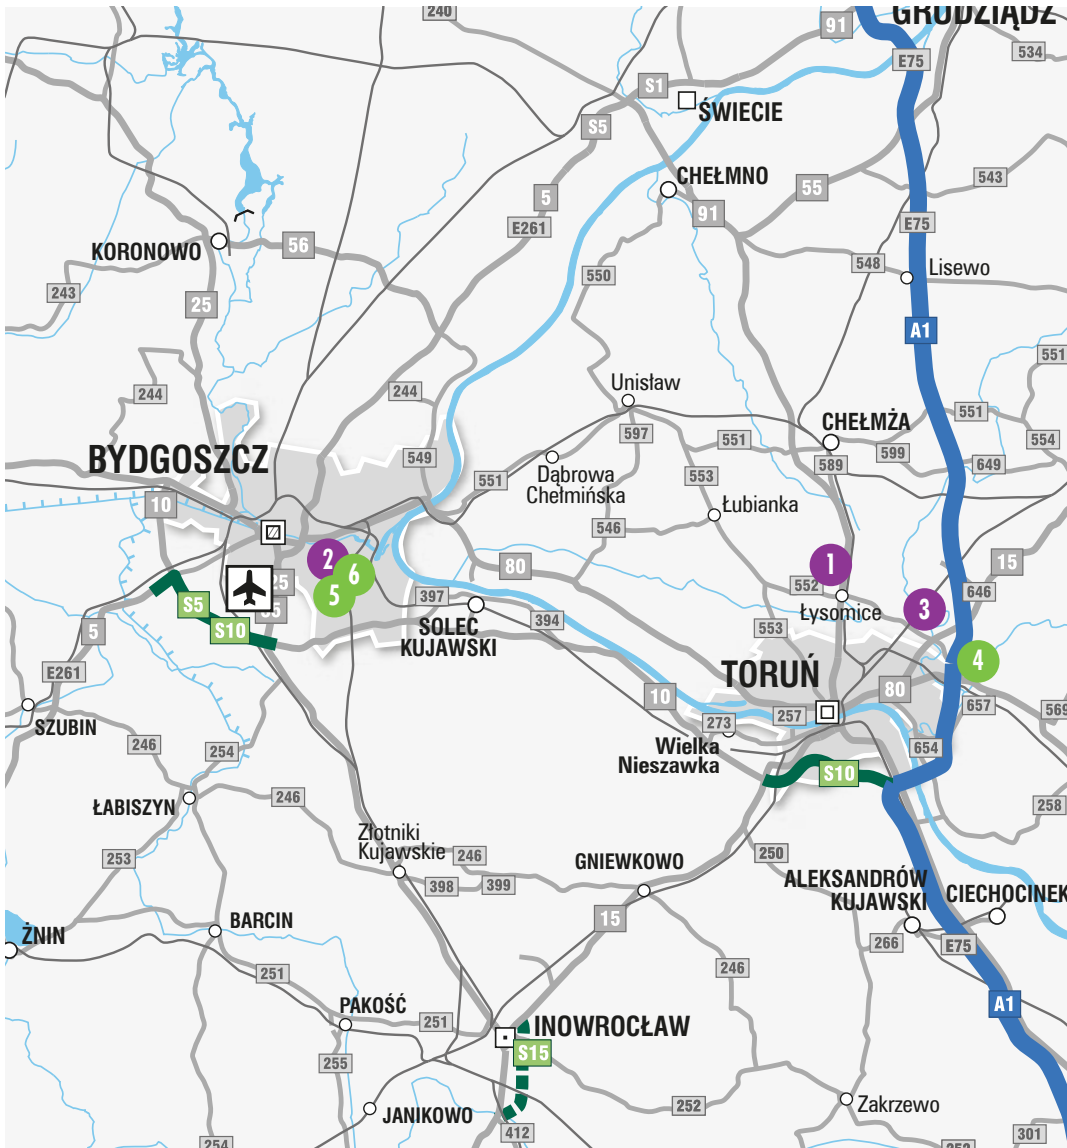 GRUDZIĄDZ
240
91
E75
534
S1
ŚWIECIE
S5
CHEŁMNO
543
5
55
91
E75
E261
KORONOWO
56
548
Lisewo
550
243
25
A1
551
Unisław
244
244
CHEŁMŻA
551
597
551
554
BYDGOSZCZ
549
599
589
649
551
Dąbrowa
Chełmińska
553
10
Łubianka
546
2
80
1
15
6
25
552
646
5
397
Łysomice
3
S5
SOLEC
KUJAWSKI
394
553
S10
5
4
TORUŃ
E261
80
10
657
SZUBIN
273
257
569
246
254
Wielka
Nieszawka
654
S10
ŁABISZYN
246
258
Złotniki
Kujawskie
246
253
GNIEWKOWO
250
398
399
ALEKSANDRÓW
KUJAWSKI
CIECHOCINEK
15
BARCIN
ŻNIN
266
E75
251
246
PAKOŚĆ
A1
251
INOWROCŁAW
S15
255
252
Zakrzewo
JANIKOWO
412
301
254
252